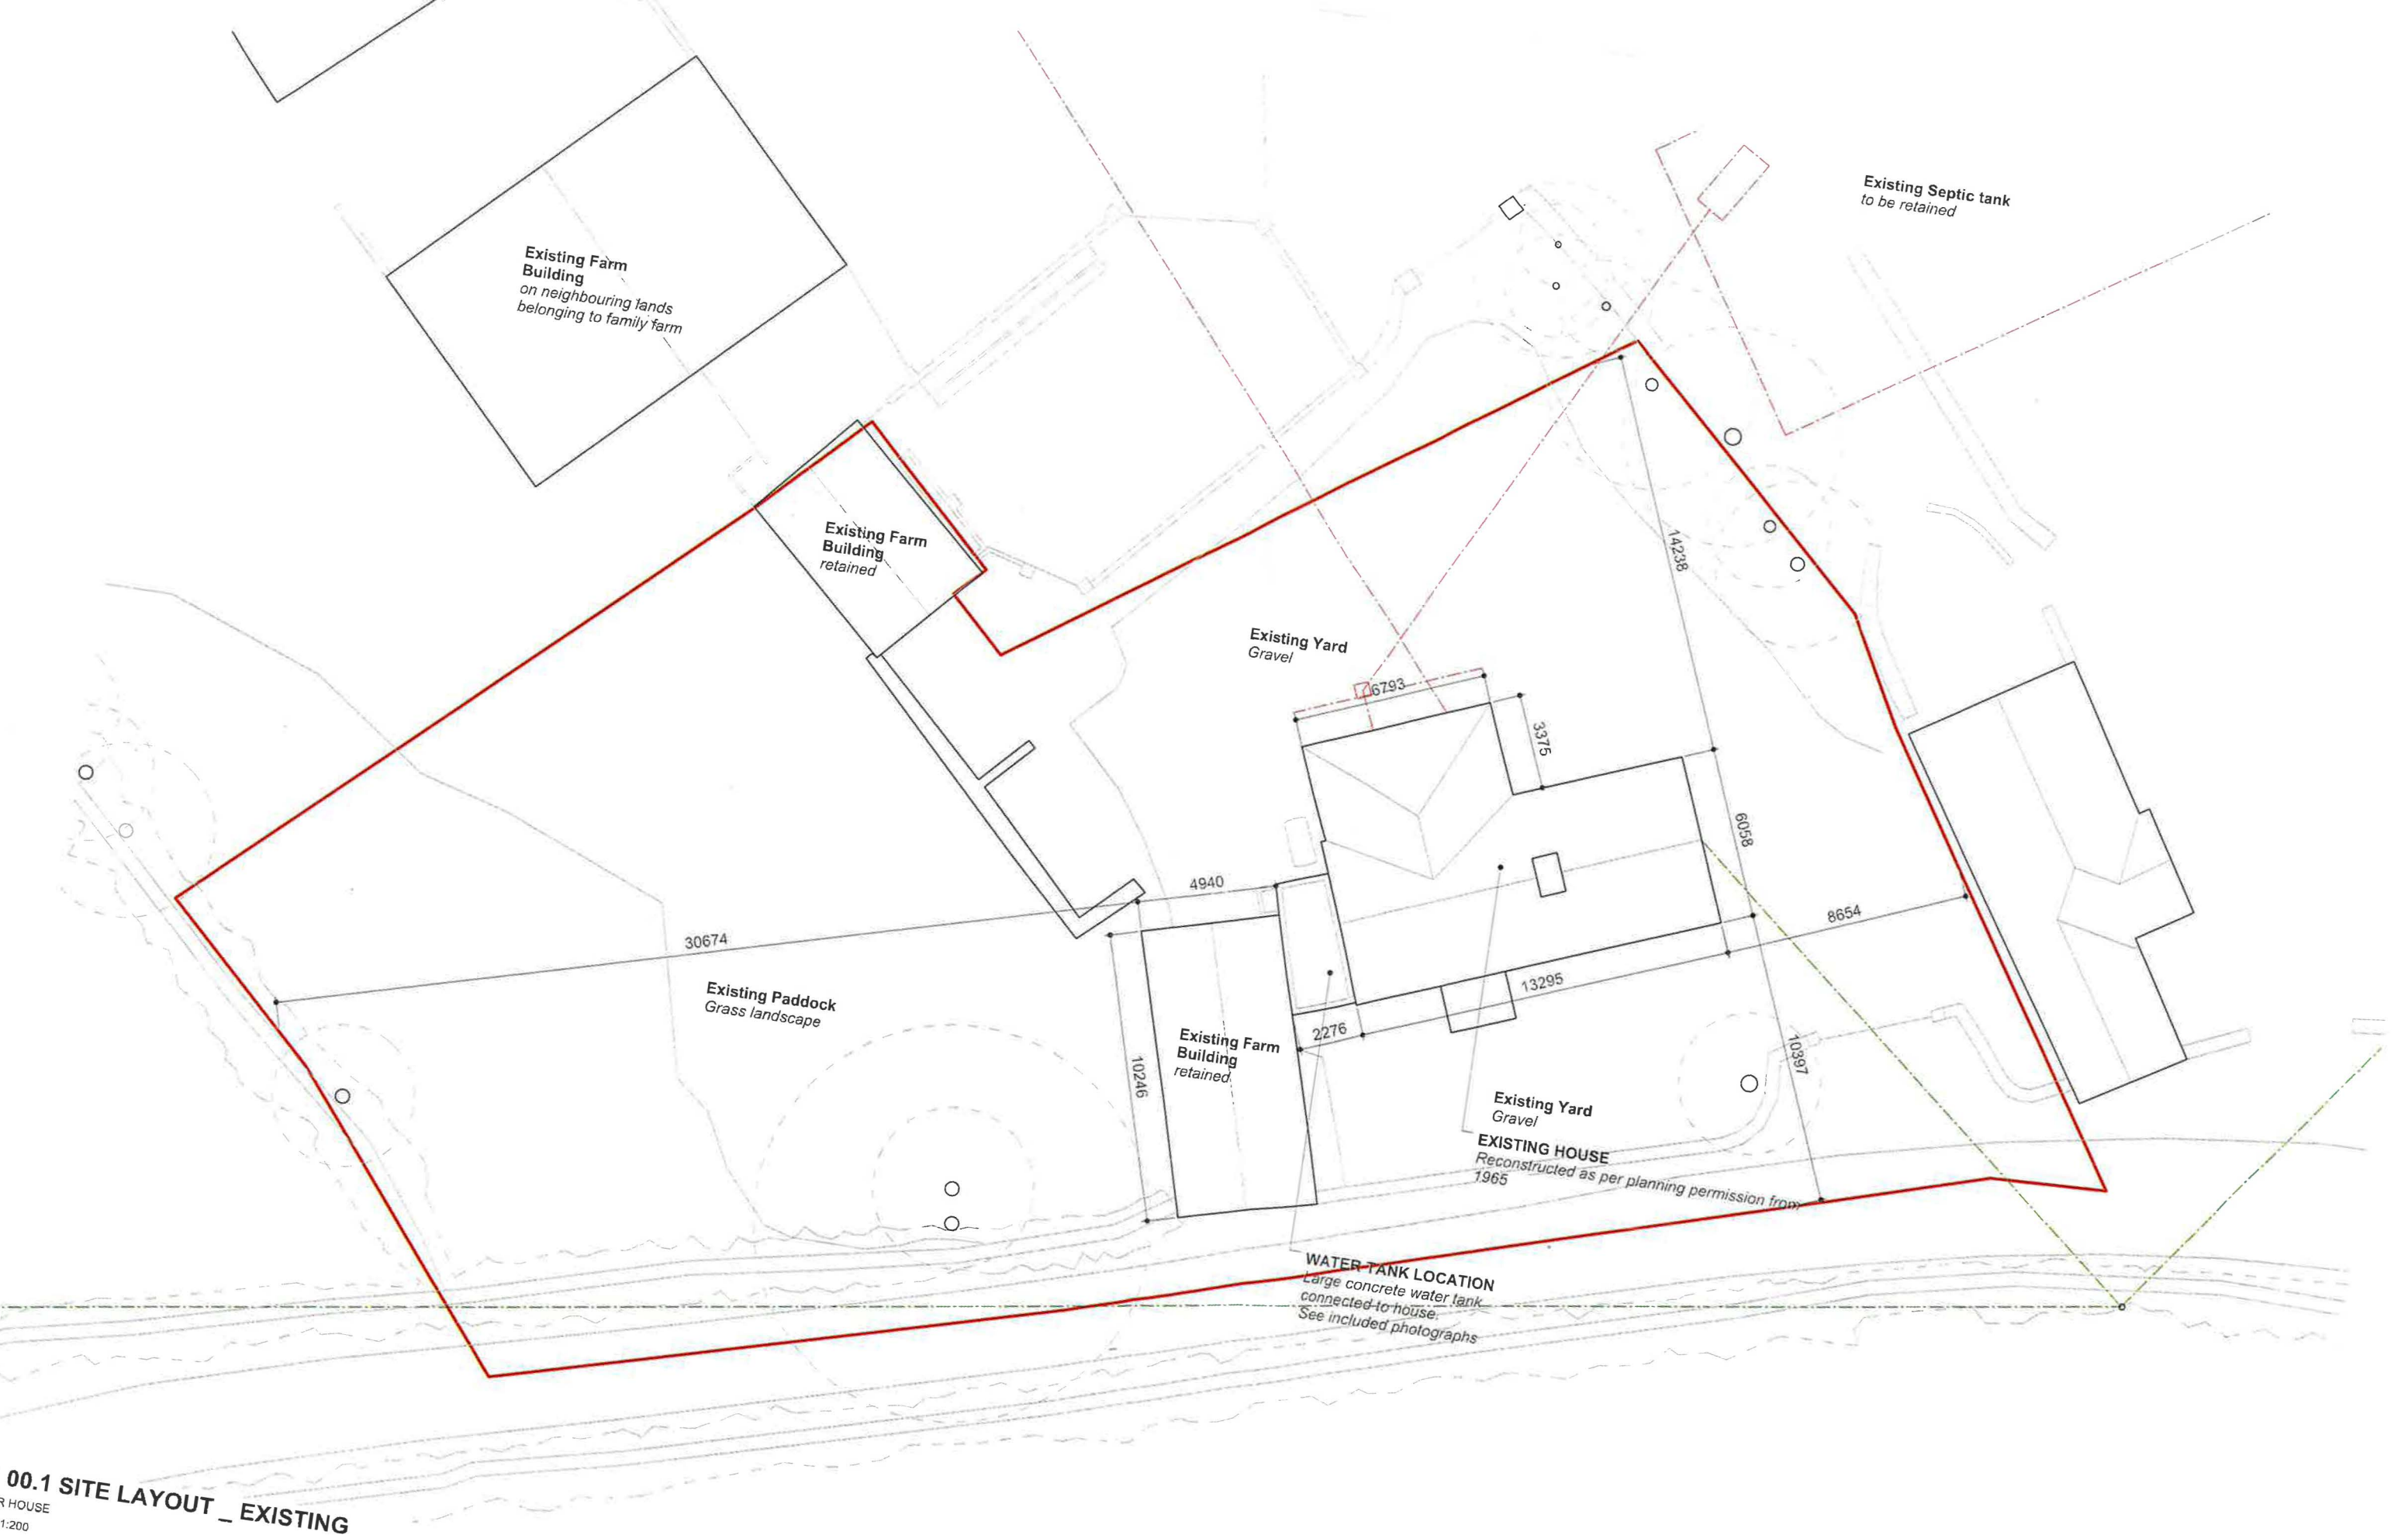 Existing Septic tank
to be retained
Existing Farm
Building
on neighbouring lands
belonging to family farm
Existing Farm
Building
retained
14238
Existing Yard
Gravel
6793
3375
6058
4940
8654
30674
Existing Paddock
Grass landscape
13295
2276
Existing Farm
Building
retained
10246
10397
Existing Yard
Gravel
EXISTING HOUSE
Reconstructed as per planning permission from
1965
WATER TANK LOCATION
Large concrete water tank
connected to house.
See included photographs
00.1 SITE LAYOUT _ EXISTING
R HOUSE
1:200